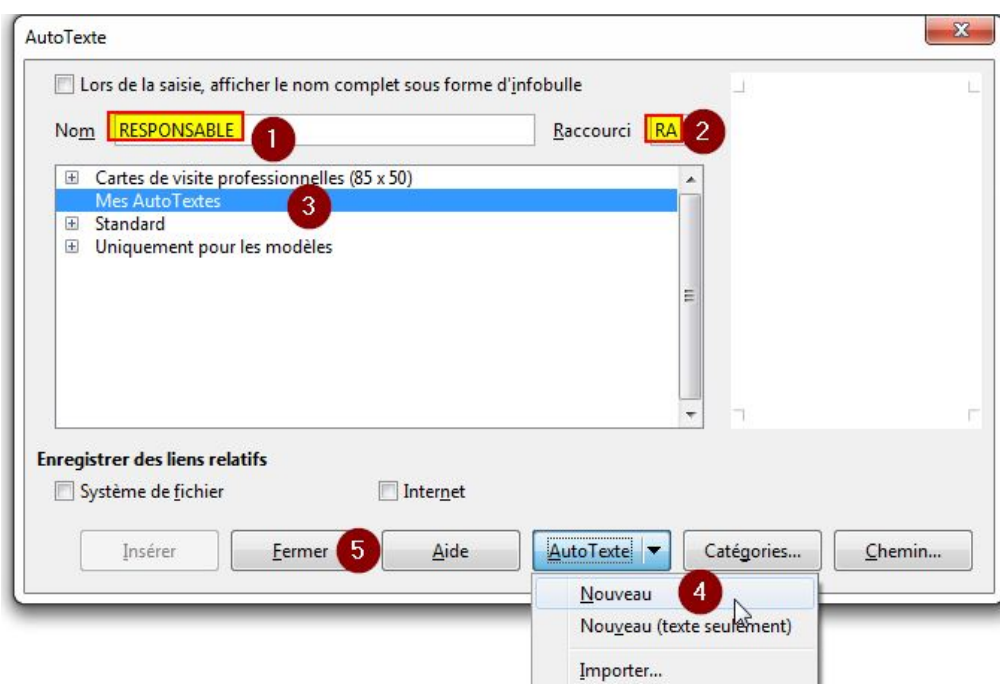 AutoTexte
Lors de la saisie, afficher le nom complet sous forme d'infobulle
Nom RESPONSABLE 1 Raccourci RA 2
Cartes de visite professionnelles (85 x 50)
Mes AutoTextes 3
Standard
Uniquement pour les modèles
Enregistrer des liens relatifs
Système de fichier Internet
Insérer Fermer 5 Aide AutoTexte Catégories... Chemin...
Nouveau 4
Nouveau (texte seulement)
Importer...